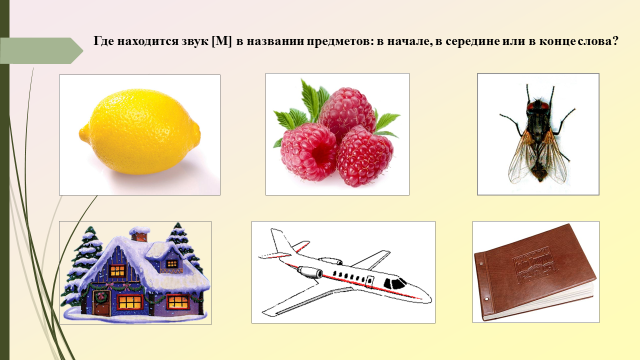 Где находится звук [М] в названии предметов: в начале, в середине или в конце слова?